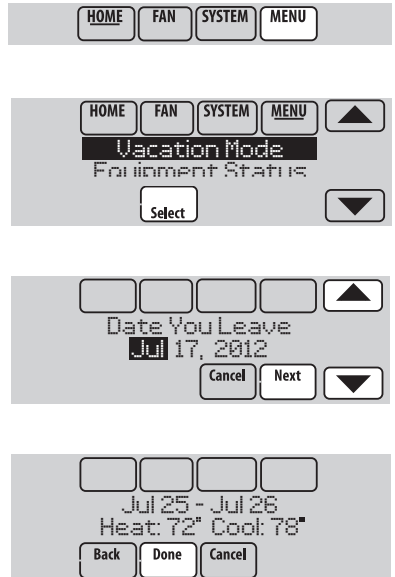 HOME FAN SYSTEM MENU
HOME FAN SYSTEM MENU
Vacation Mode
Equipment Status
Select
Date You Leave
Jul 17, 2012
Cancel Next
Jul 25 - Jul 26
Heat: 72° Cool: 78°
Back Done Cancel